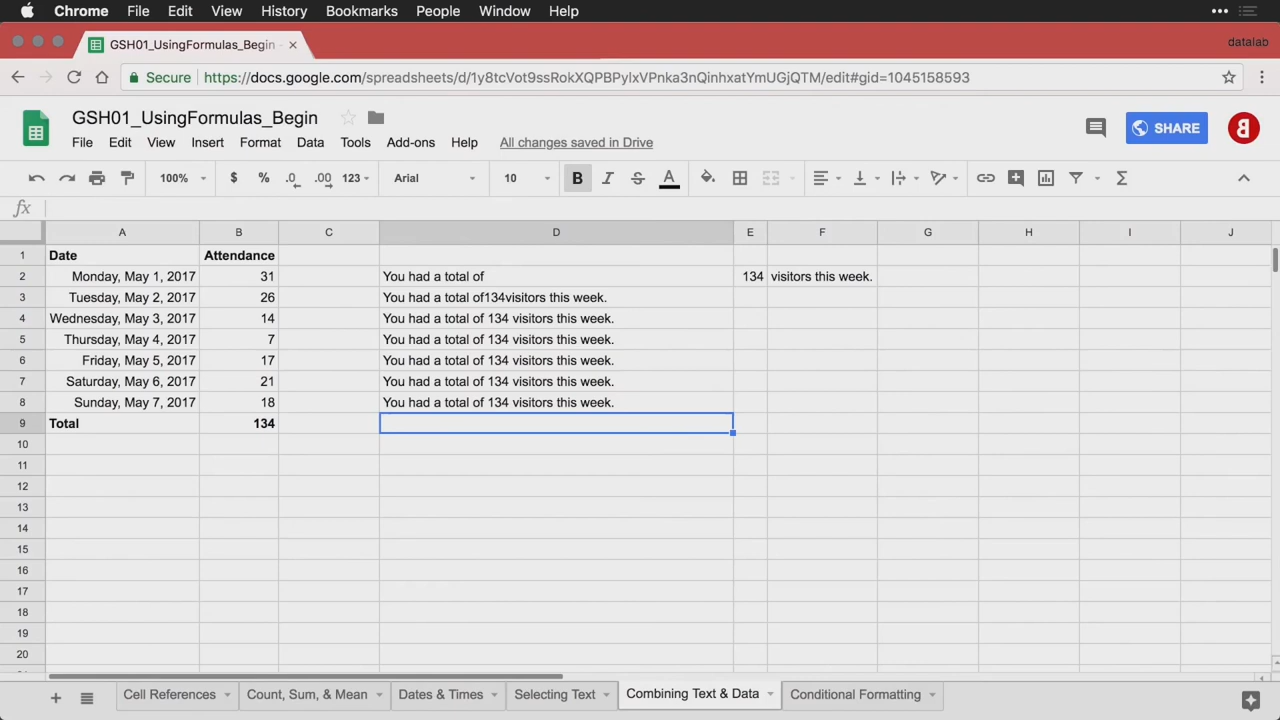 Chrome File Edit View History Bookmarks People Window Help
GSH01_UsingFormulas_Begin
datalab
Secure https://docs.google.com/spreadsheets/d/1y8tcVot9ssRokXQPBPylxVPnka3nQinhxatYmUGjQTM/edit#gid=1045158593
GSH01_UsingFormulas_Begin
SHARE
File Edit View Insert Format Data Tools Add-ons Help All changes saved in Drive
100% $ % .0 .00 123 Arial 10 B I S A Σ
fx
A B C D E F G H I J
1 Date Attendance
2 Monday, May 1, 2017 31 You had a total of 134 visitors this week.
3 Tuesday, May 2, 2017 26 You had a total of134visitors this week.
4 Wednesday, May 3, 2017 14 You had a total of 134 visitors this week.
5 Thursday, May 4, 2017 7 You had a total of 134 visitors this week.
6 Friday, May 5, 2017 17 You had a total of 134 visitors this week.
7 Saturday, May 6, 2017 21 You had a total of 134 visitors this week.
8 Sunday, May 7, 2017 18 You had a total of 134 visitors this week.
9 Total 134
10
11
12
13
14
15
16
17
18
19
20
Cell References Count, Sum, & Mean Dates & Times Selecting Text Combining Text & Data Conditional Formatting